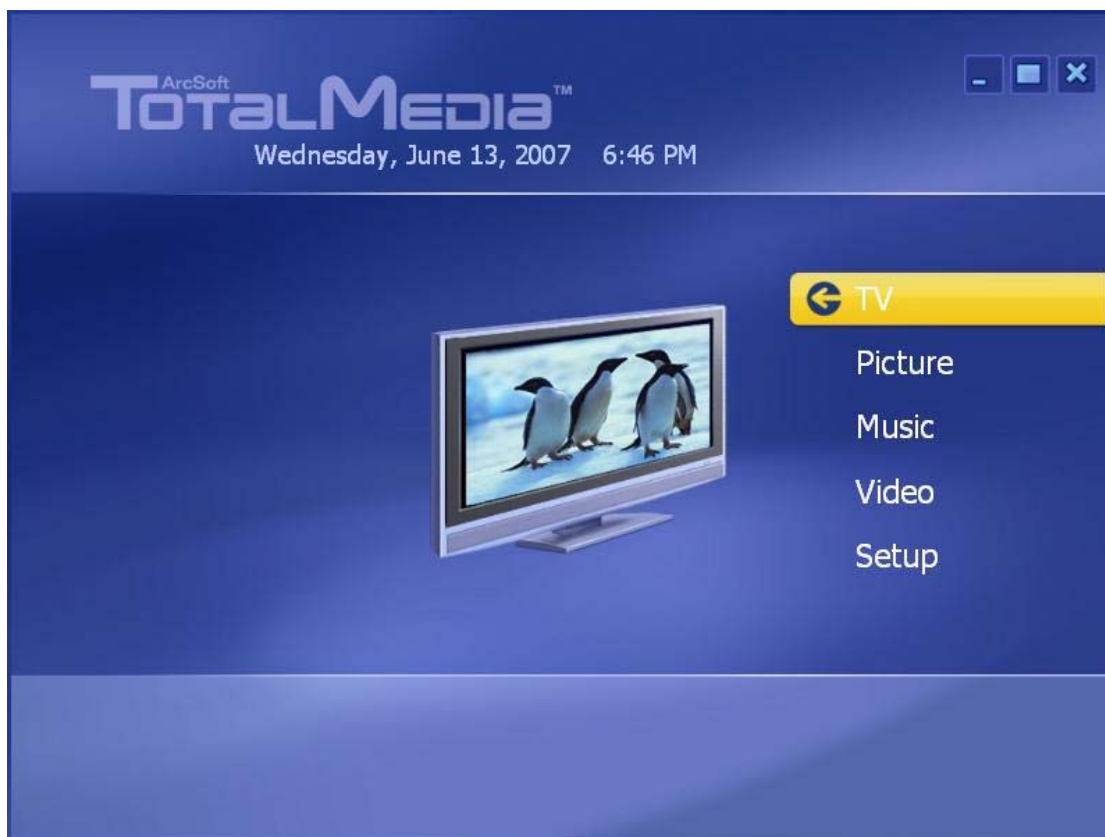 ArcSoft
TOTALMEDIA™
Wednesday, June 13, 2007 6:46 PM
TV
Picture
Music
Video
Setup